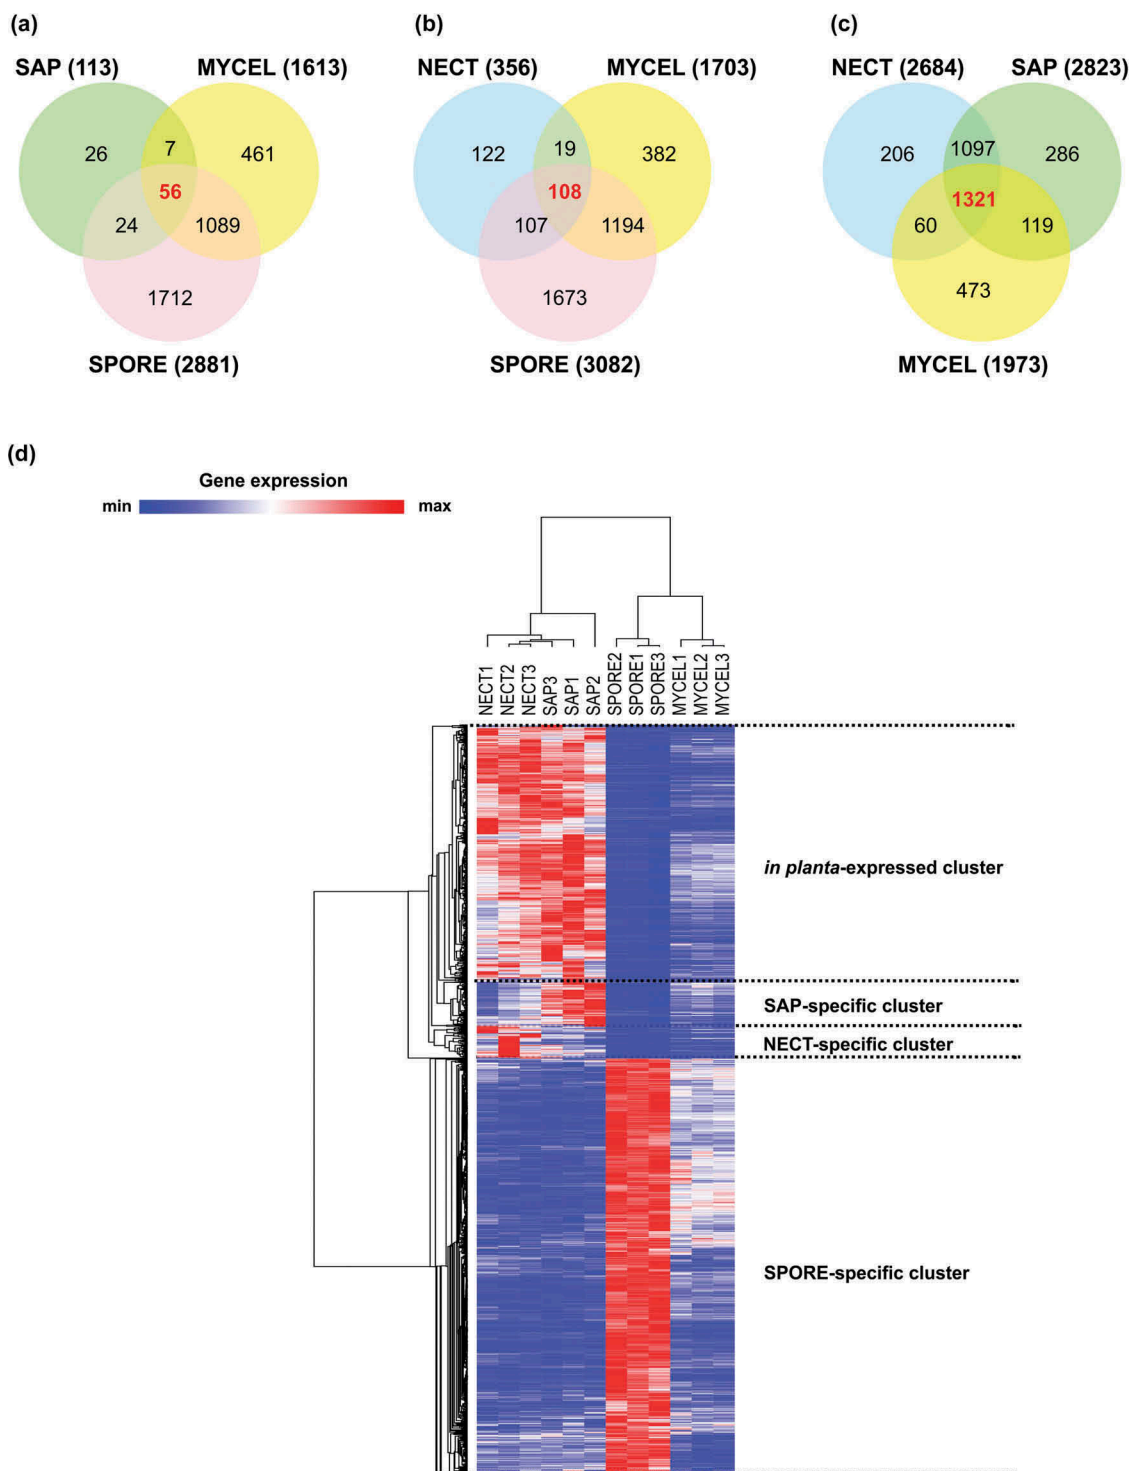 (a)
(b)
(c)
SAP (113)
MYCEL (1613)
26
7
461
56
24
1089
1712
SPORE (2881)
NECT (356)
MYCEL (1703)
122
19
382
108
107
1194
1673
SPORE (3082)
NECT (2684)
SAP (2823)
206
1097
286
1321
60
119
473
MYCEL (1973)
(d)
Gene expression
min
max
NECT1
NECT2
NECT3
SAP3
SAP1
SAP2
SPORE2
SPORE1
SPORE3
MYCEL1
MYCEL2
MYCEL3
in planta-expressed cluster
SAP-specific cluster
NECT-specific cluster
SPORE-specific cluster